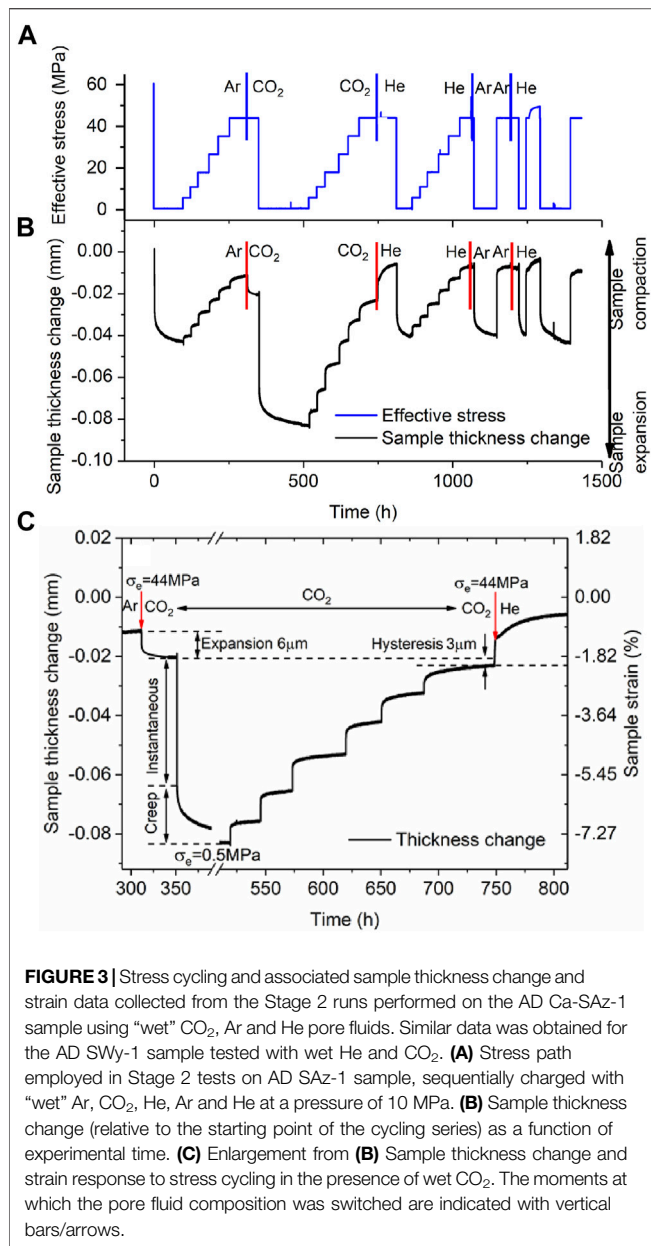 A
Effective stress (MPa)
60
40
20
0
Ar CO₂
CO₂ He
He Ar Ar He
B
Sample thickness change (mm)
0.00
-0.02
-0.04
-0.06
-0.08
-0.10
Ar CO₂
CO₂ He
He Ar Ar He
Effective stress
Sample thickness change
Sample compaction
Sample expansion
0 500 1000 1500
Time (h)
C
Sample thickness change (mm)
0.02
0.00
-0.02
-0.04
-0.06
-0.08
σe=44MPa
Ar CO₂
CO₂
σe=44MPa
CO₂ He
Expansion 6μm
Hysteresis 3μm
Instantaneous
Creep
σe=0.5MPa
Thickness change
1.82
0.00
-1.82
-3.64
-5.45
-7.27
Sample strain (%)
300 350 550 600 650 700 750 800
Time (h)
FIGURE 3 | Stress cycling and associated sample thickness change and
strain data collected from the Stage 2 runs performed on the AD Ca-SAz-1
sample using “wet” CO₂, Ar and He pore fluids. Similar data was obtained for
the AD SWy-1 sample tested with wet He and CO₂. (A) Stress path
employed in Stage 2 tests on AD SAz-1 sample, sequentially charged with
“wet” Ar, CO₂, He, Ar and He at a pressure of 10 MPa. (B) Sample thickness
change (relative to the starting point of the cycling series) as a function of
experimental time. (C) Enlargement from (B) Sample thickness change and
strain response to stress cycling in the presence of wet CO₂. The moments at
which the pore fluid composition was switched are indicated with vertical
bars/arrows.